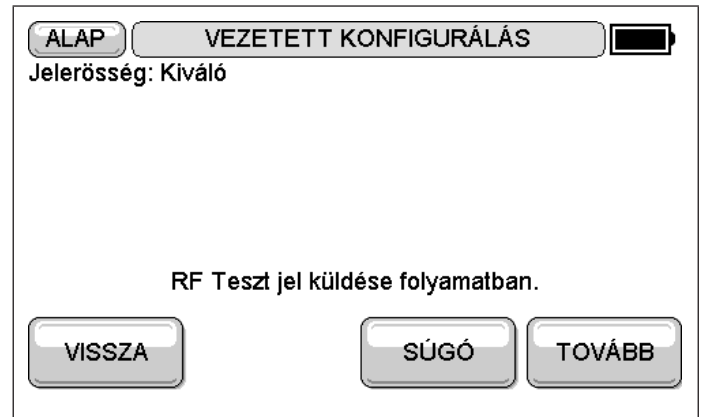 ALAP VEZETETT KONFIGURÁLÁS
Jelerösség: Kiváló
RF Teszt jel küldése folyamatban.
VISSZA SÚGÓ TOVÁBB